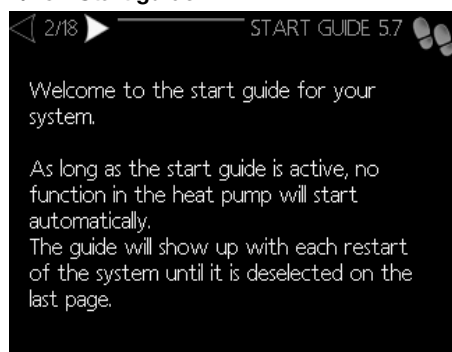 2/18 START GUIDE 5.7
Welcome to the start guide for your
system.
As long as the start guide is active, no
function in the heat pump will start
automatically.
The guide will show up with each restart
of the system until it is deselected on the
last page.